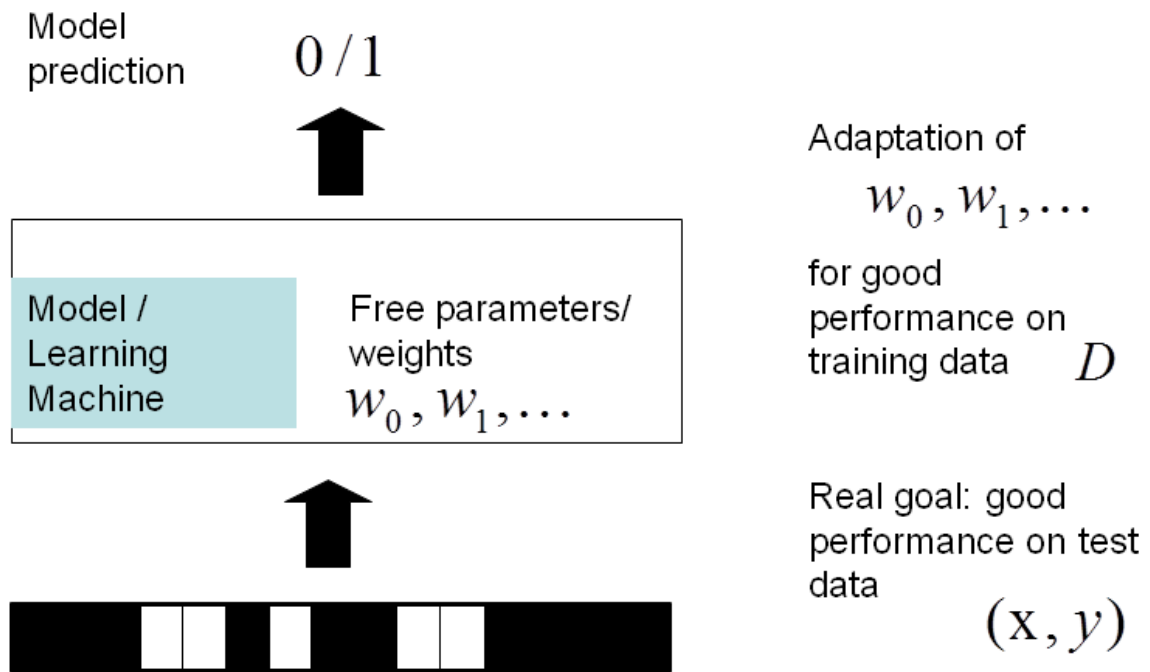 Model
prediction
0 / 1
Adaptation of
w₀, w₁, …
Model /
Learning
Machine
Free parameters/
weights
w₀, w₁, …
for good
performance on
training data D
Real goal: good
performance on test
data
(x, y)